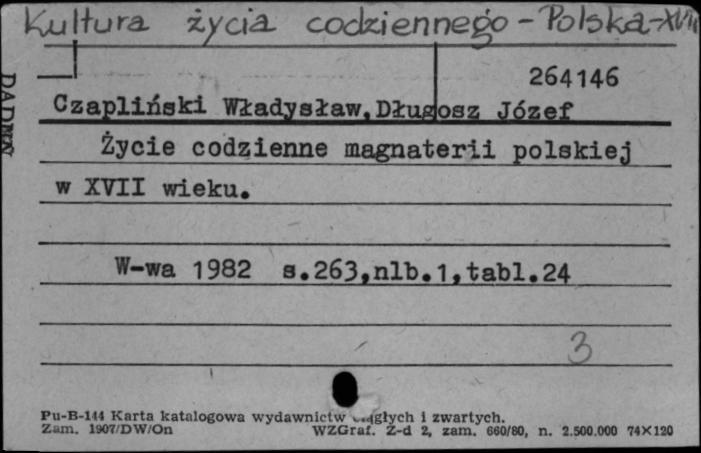 Kultura życia codziennego - Polska - XVII
264146
Czapliński Władysław, Długosz Józef
Życie codzienne magnaterii polskiej
w XVII wieku.
W-wa 1982 s.263,nlb.1,tabl.24
3
Pu-B-144 Karta katalogowa wydawnictw ciągłych i zwartych.
Zam. 1907/DW/On WZGraf. Z-d 2, zam. 660/80, n. 2.500.000 74×120